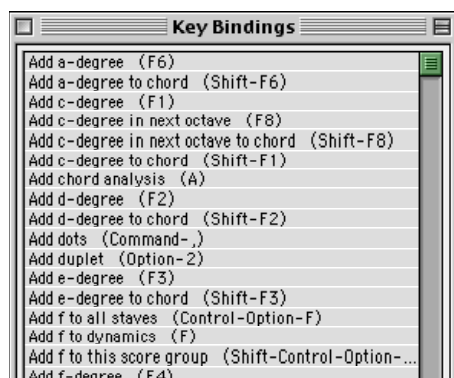 Key Bindings
Add a-degree (F6)
Add a-degree to chord (Shift-F6)
Add c-degree (F1)
Add c-degree in next octave (F8)
Add c-degree in next octave to chord (Shift-F8)
Add c-degree to chord (Shift-F1)
Add chord analysis (A)
Add d-degree (F2)
Add d-degree to chord (Shift-F2)
Add dots (Command-,)
Add duplet (Option-2)
Add e-degree (F3)
Add e-degree to chord (Shift-F3)
Add f to all staves (Control-Option-F)
Add f to dynamics (F)
Add f to this score group (Shift-Control-Option-...
Add f-degree (F4)